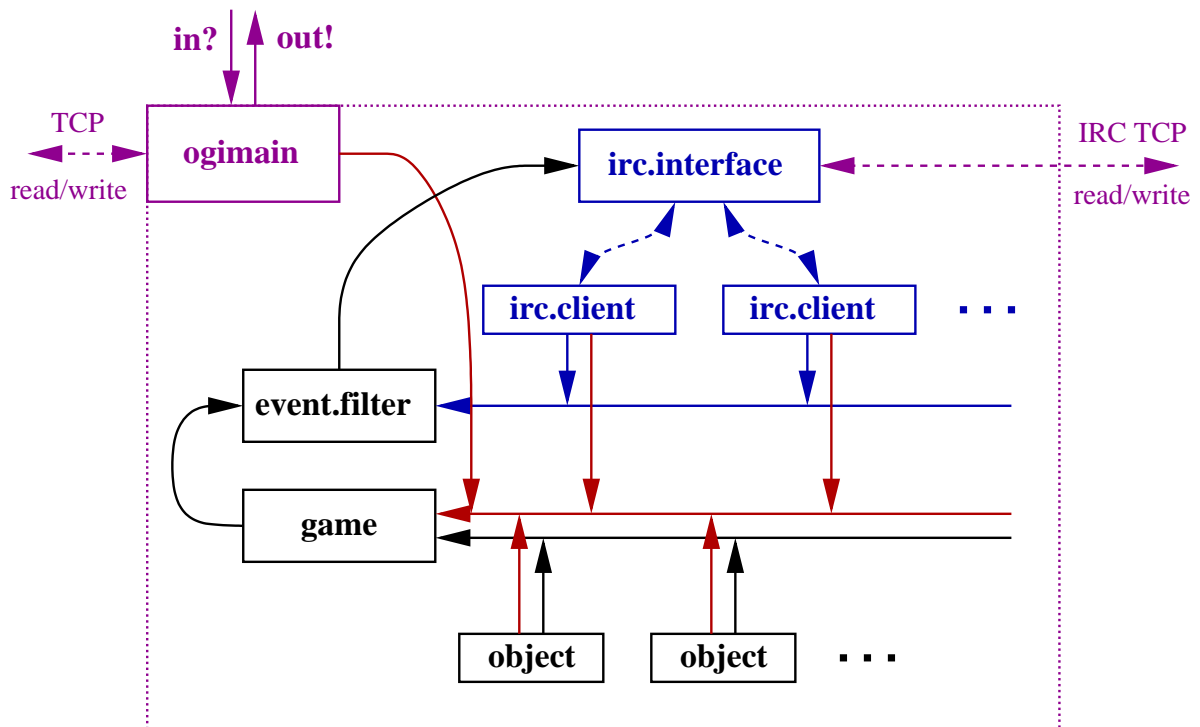 in?
out!
TCP
read/write
ogimain
irc.interface
IRC TCP
read/write
irc.client
irc.client
...
event.filter
game
object
object
...